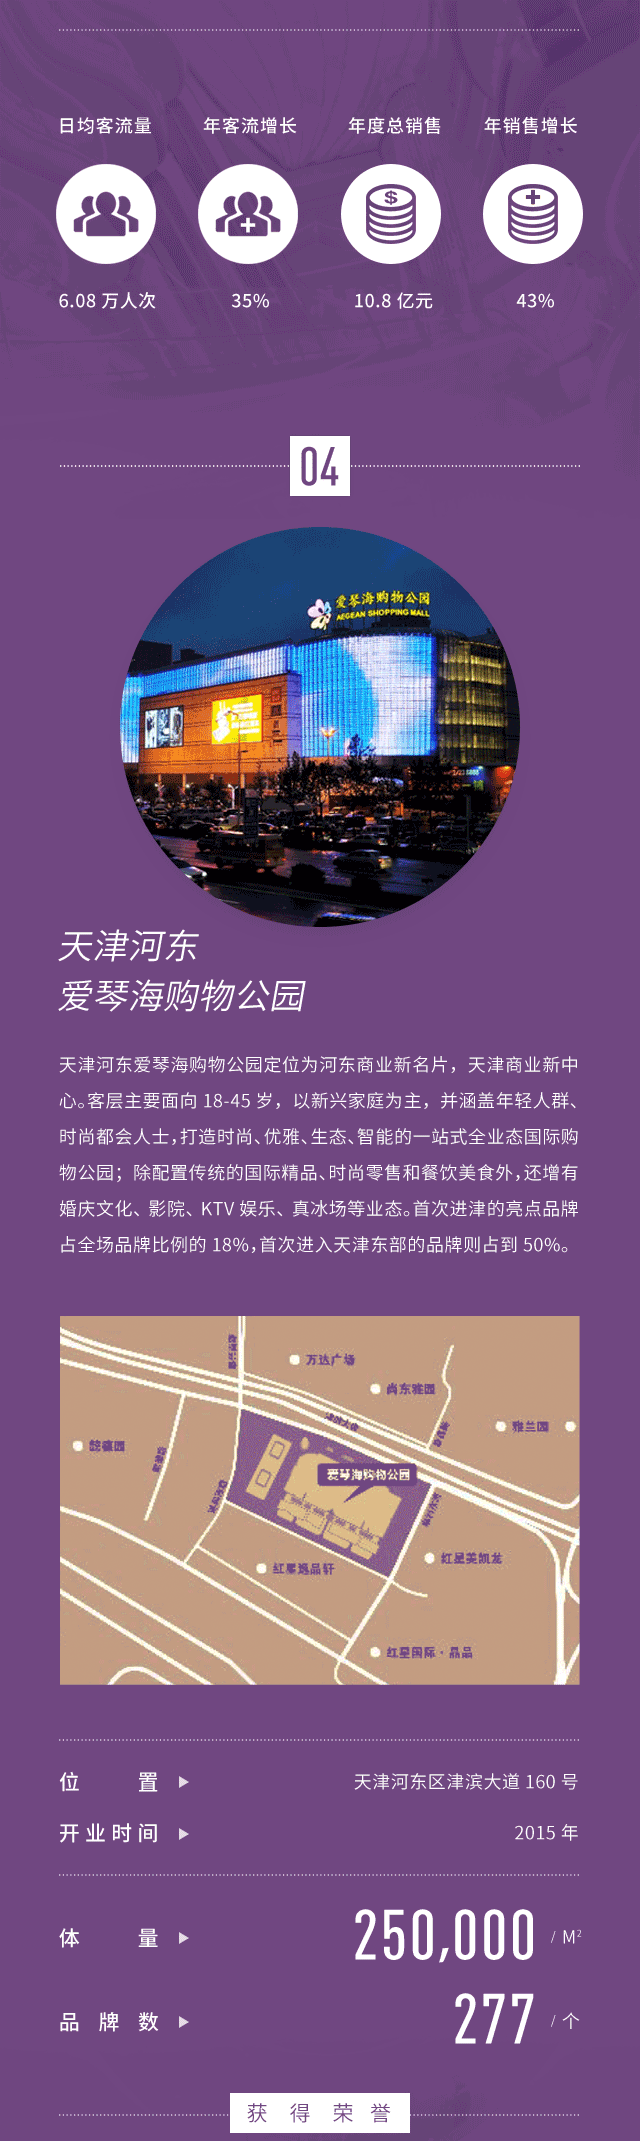 日均客流量 年客流增长 年度总销售 年销售增长
6.08 万人次 35% 10.8 亿元 43%
04
爱琴海购物公园
AEGEAN SHOPPING MALL
天津河东
爱琴海购物公园
天津河东爱琴海购物公园定位为河东商业新名片，天津商业新中
心。客层主要面向 18-45 岁，以新兴家庭为主，并涵盖年轻人群、
时尚都会人士，打造时尚、优雅、生态、智能的一站式全业态国际购
物公园；除配置传统的国际精品、时尚零售和餐饮美食外，还增有
婚庆文化、影院、KTV 娱乐、真冰场等业态。首次进津的亮点品牌
占全场品牌比例的 18%，首次进入天津东部的品牌则占到 50%。
万达广场
尚东雅园
雅兰园
懿德园
津滨大道
爱琴海购物公园
红星美凯龙
红星国际·晶品
位置 天津河东区津滨大道 160 号
开业时间 2015 年
体量 250,000 / M²
品牌数 277 / 个
获得荣誉